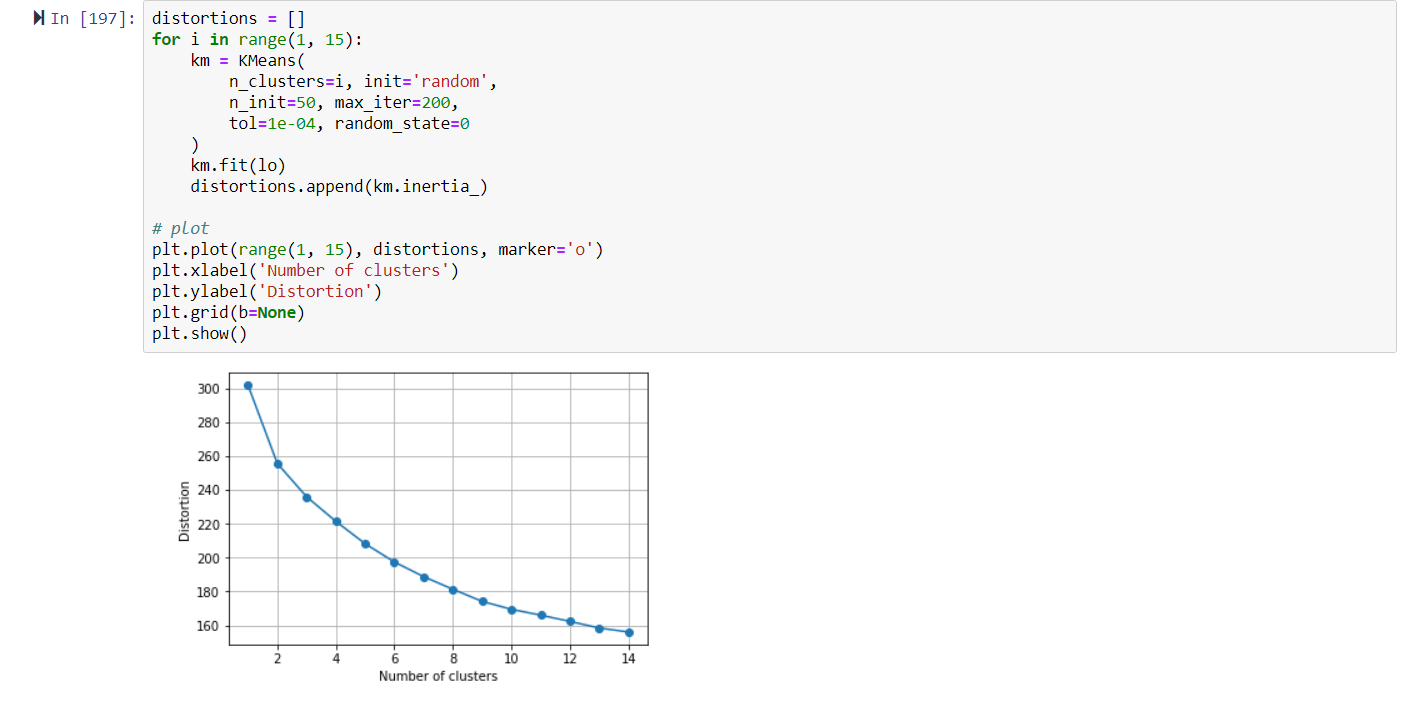 In [197]:
distortions = []
for i in range(1, 15):
    km = KMeans(
        n_clusters=i, init='random',
        n_init=50, max_iter=200,
        tol=1e-04, random_state=0
    )
    km.fit(lo)
    distortions.append(km.inertia_)

# plot
plt.plot(range(1, 15), distortions, marker='o')
plt.xlabel('Number of clusters')
plt.ylabel('Distortion')
plt.grid(b=None)
plt.show()
300
280
260
240
220
200
180
160
Distortion
2 4 6 8 10 12 14
Number of clusters